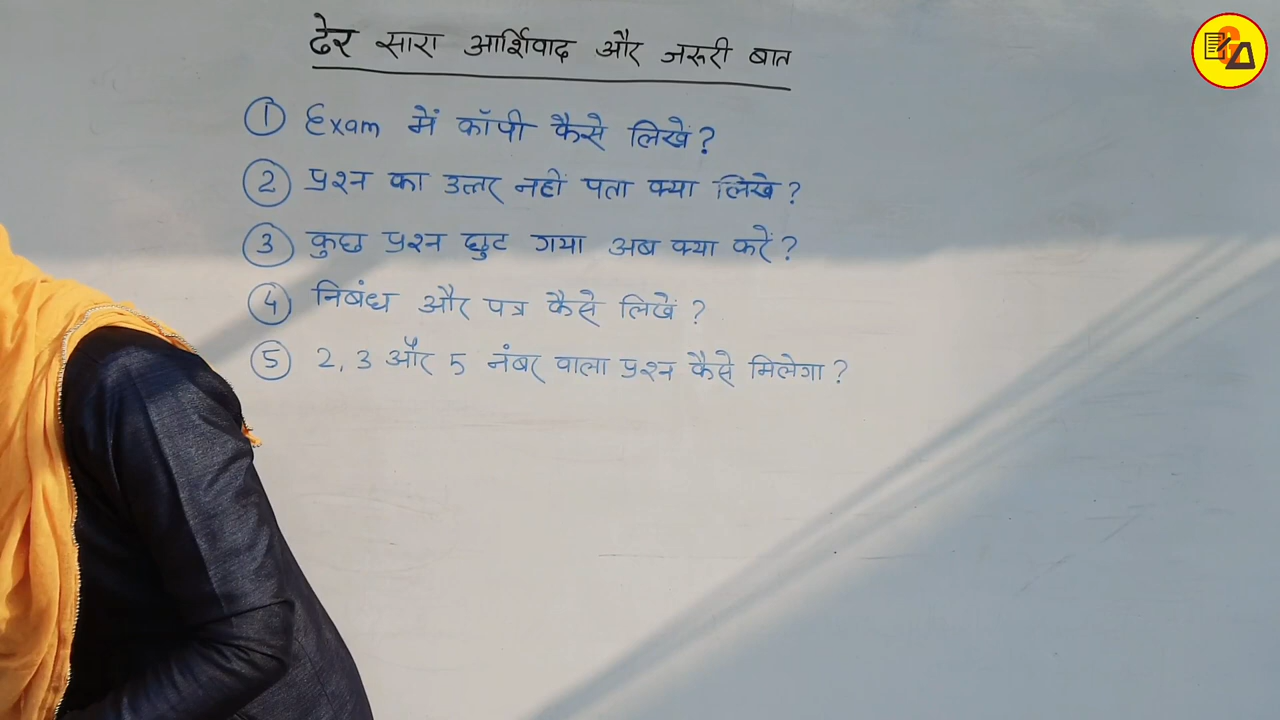 ढेर सारा आर्शिवाद और जरूरी बात
① Exam में कॉपी कैसे लिखें?
② प्रश्न का उत्तर नहीं पता क्या लिखे?
③ कुछ प्रश्न छुट गया अब क्या करें?
④ निबंध और पत्र कैसे लिखें?
⑤ 2, 3 और 5 नंबर वाला प्रश्न कैसे मिलेगा?